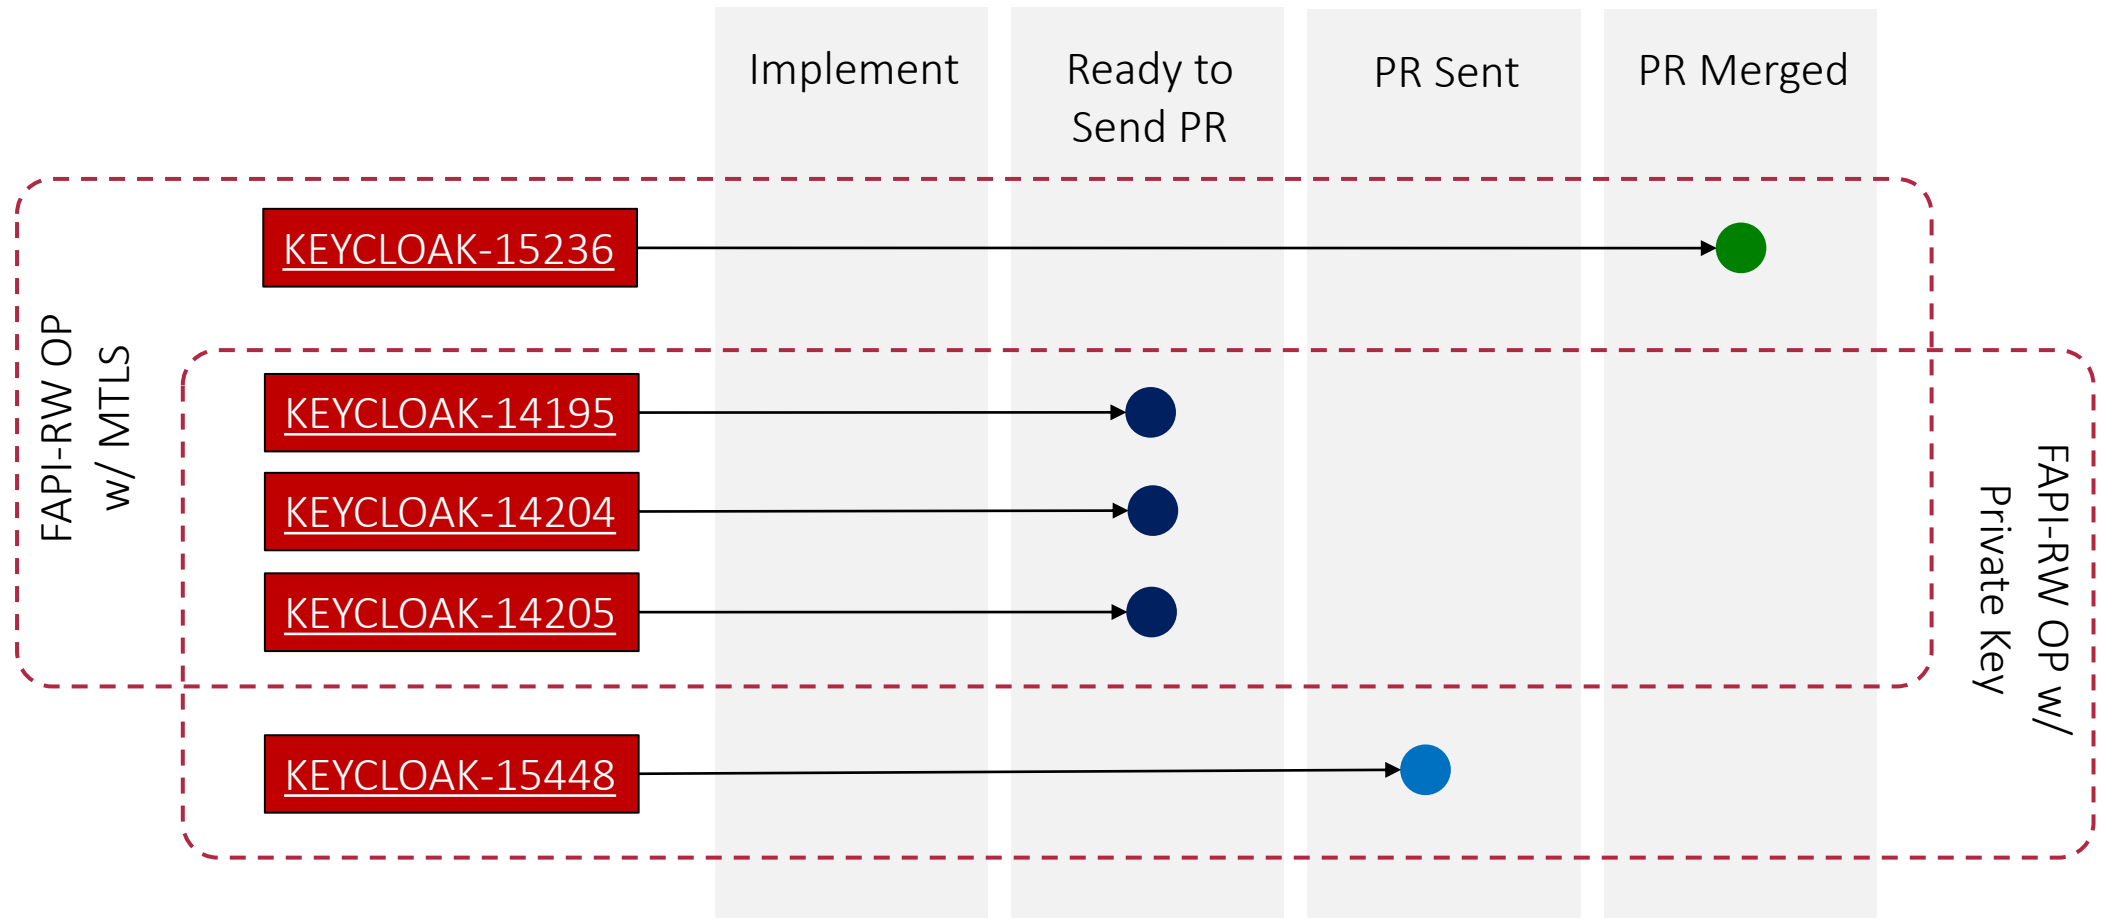 Implement
Ready to
Send PR
PR Sent
PR Merged
FAPI-RW OP
w/ MTLS
KEYCLOAK-15236
KEYCLOAK-14195
KEYCLOAK-14204
KEYCLOAK-14205
KEYCLOAK-15448
FAPI-RW OP w/
Private Key